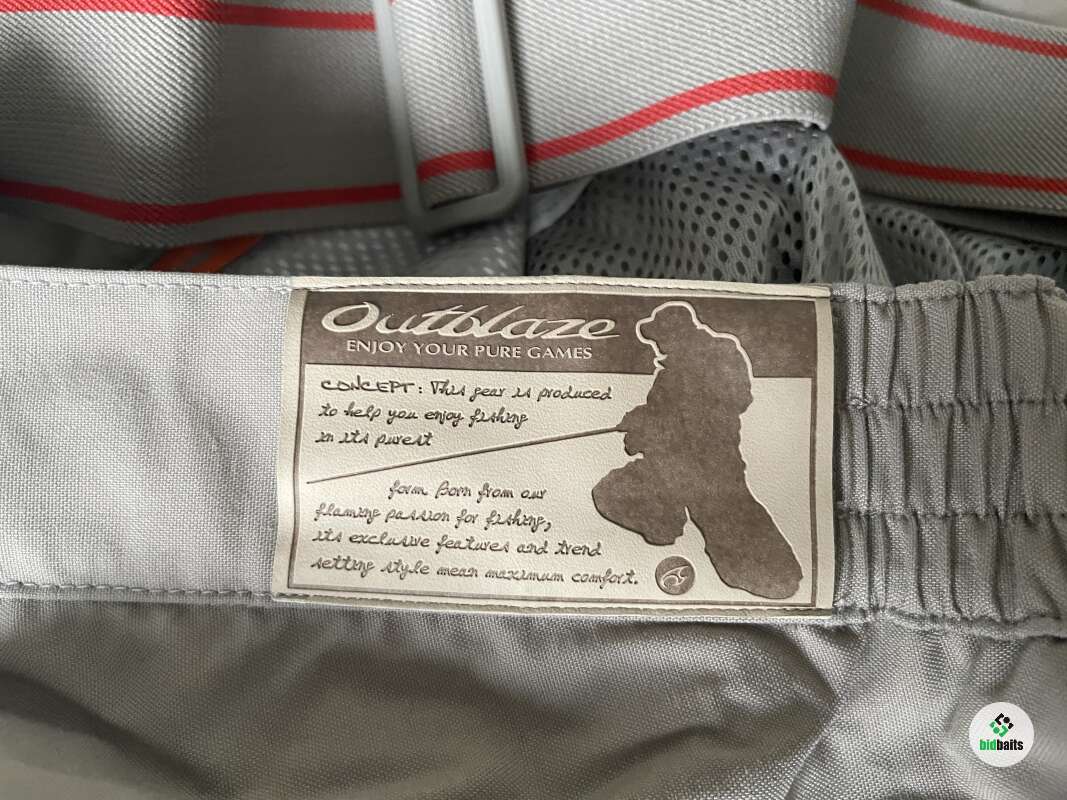 Outblaze
ENJOY YOUR PURE GAMES
CONCEPT: This gear is produced
to help you enjoy fishing
in its purest
form. Born from our
flaming passion for fishing,
its exclusive features and trend
setting style mean maximum comfort.
bidbaits